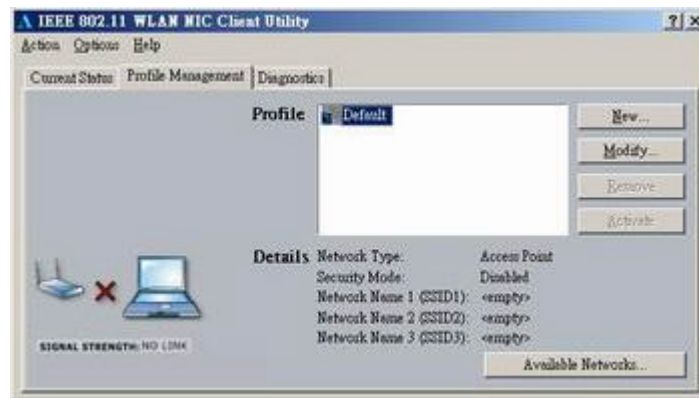 IEEE 802.11 WLAN NIC Client Utility
Action Options Help
Current Status Profile Management Diagnostics
Profile Default New...
Modify...
Remove
Activate
Details Network Type: Access Point
Security Mode: Disabled
Network Name 1 (SSID1): <empty>
Network Name 2 (SSID2): <empty>
Network Name 3 (SSID3): <empty>
SIGNAL STRENGTH: NO LINK
Available Networks...